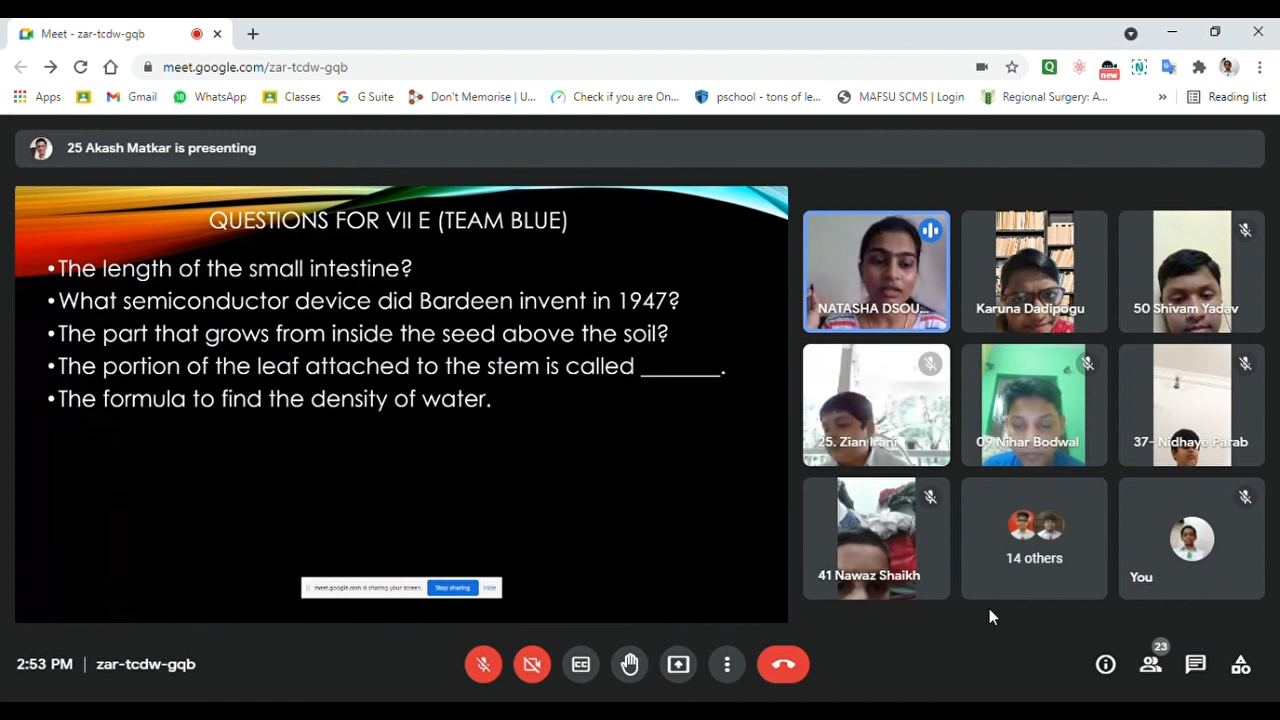 Meet - zar-tcdw-gqb
meet.google.com/zar-tcdw-gqb
new
Apps Gmail WhatsApp Classes G Suite Don't Memorise | U... Check if you are On... pschool - tons of le... MAFSU SCMS | Login Regional Surgery: A... » Reading list
25 Akash Matkar is presenting
QUESTIONS FOR VII E (TEAM BLUE)
•The length of the small intestine?
•What semiconductor device did Bardeen invent in 1947?
•The part that grows from inside the seed above the soil?
•The portion of the leaf attached to the stem is called _______.
•The formula to find the density of water.
meet.google.com is sharing your screen. Stop sharing Hide
NATASHA DSOU...
Karuna Dadipogu
50 Shivam Yadav
25. Zian Irani
09 Nihar Bodwal
37- Nidhaye Parab
41 Nawaz Shaikh
14 others
You
2:53 PM | zar-tcdw-gqb
CC
23